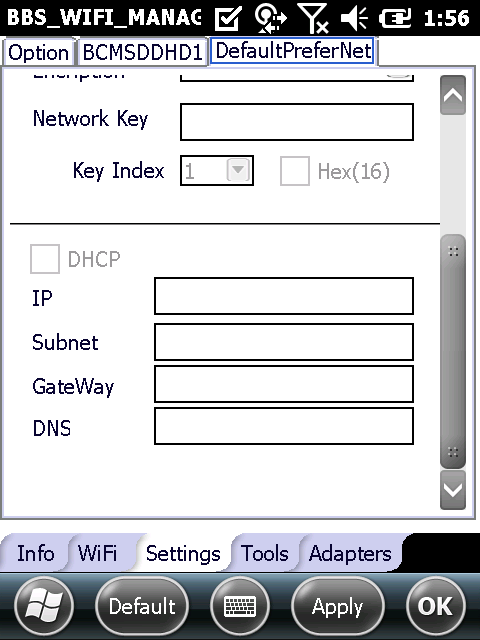 BBS_WIFI_MANAG 1:56
Option BCMSDDHD1 DefaultPreferNet
Encription
Network Key
Key Index 1 Hex(16)
DHCP
IP
Subnet
GateWay
DNS
Info WiFi Settings Tools Adapters
Default Apply OK